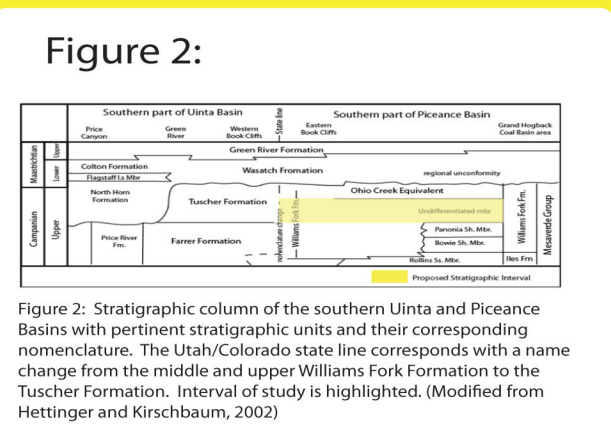 Figure 2:
Southern part of Uinta Basin
State line
Southern part of Piceance Basin
Price
Canyon
Green
River
Western
Book Cliffs
Eastern
Book Cliffs
Grand Hogback
Coal Basin area
Maastrichtian
Upper
Lower
Green River Formation
Colton Formation
Flagstaff Ls Mbr
Wasatch Fromation
regional unconformity
Campanian
Upper
North Horn
Formation
Tuscher Formation
Ohio Creek Equivalent
Undifferentiated mbr
nomenclature change
Williams Fork Fm.
Price River
Fm.
Farrer Formation
Panonia Sh. Mbr.
Bowie Sh. Mbr.
Rollins Ss. Mbr.
Williams Fork Fm.
Iles Fm
Mesaverde Group
Proposed Stratigraphic Interval
Figure 2: Stratigraphic column of the southern Uinta and Piceance
Basins with pertinent stratigraphic units and their corresponding
nomenclature. The Utah/Colorado state line corresponds with a name
change from the middle and upper Williams Fork Formation to the
Tuscher Formation. Interval of study is highlighted. (Modified from
Hettinger and Kirschbaum, 2002)